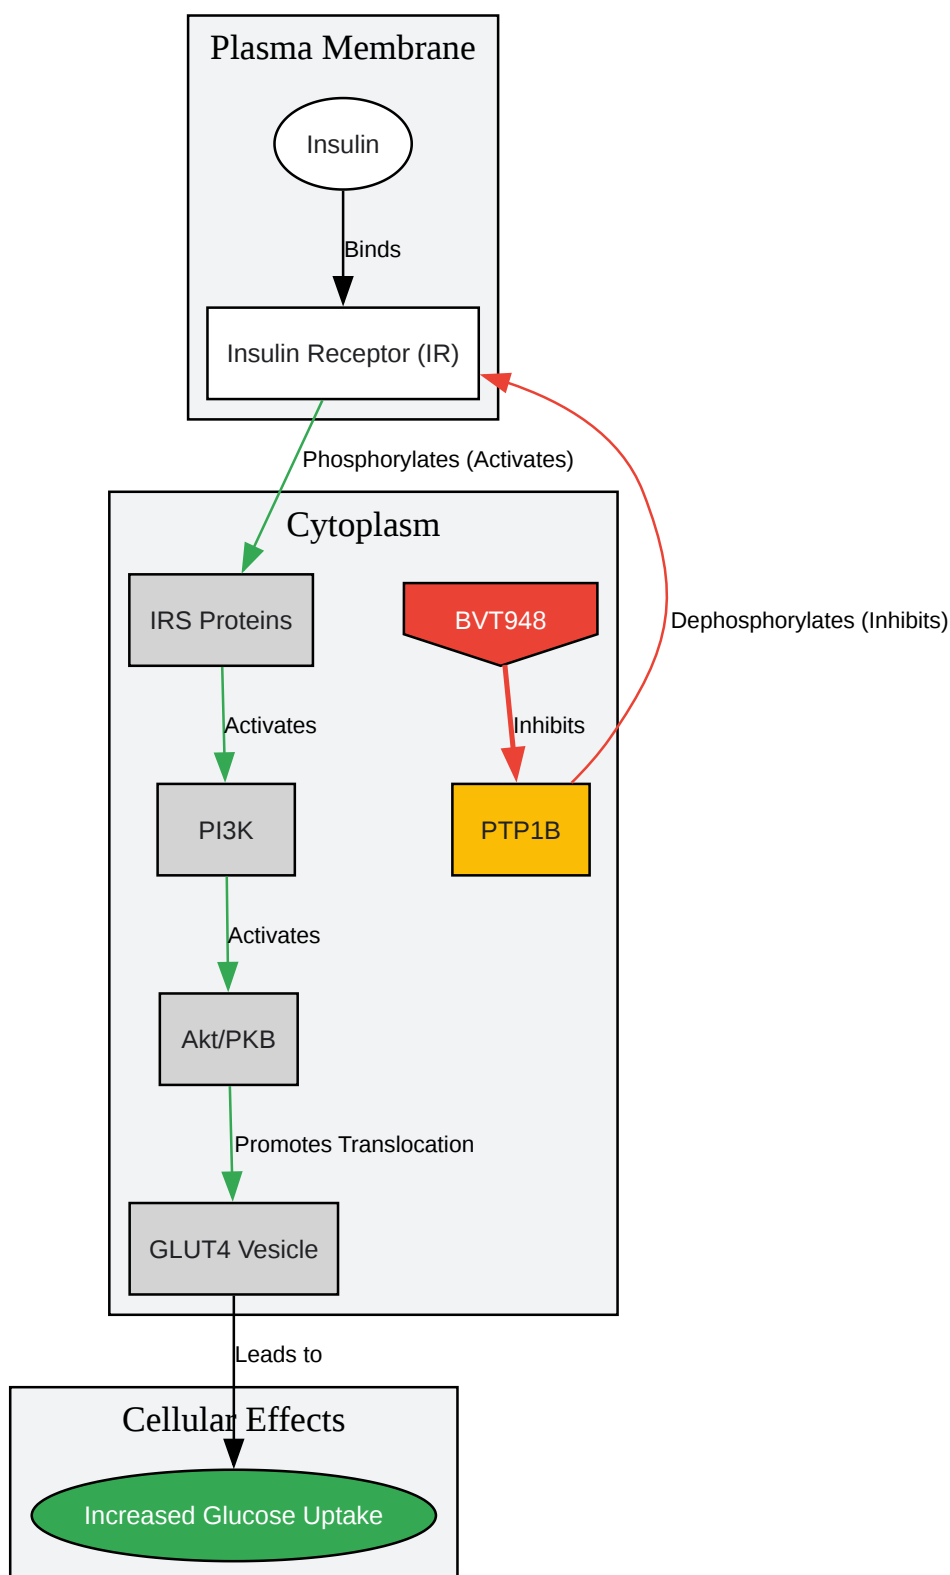 Plasma Membrane
Insulin
Binds
Insulin Receptor (IR)
Phosphorylates (Activates)
Cytoplasm
IRS Proteins
BVT948
Dephosphorylates (Inhibits)
Activates
Inhibits
PI3K
PTP1B
Activates
Akt/PKB
Promotes Translocation
GLUT4 Vesicle
Leads to
Cellular Effects
Increased Glucose Uptake